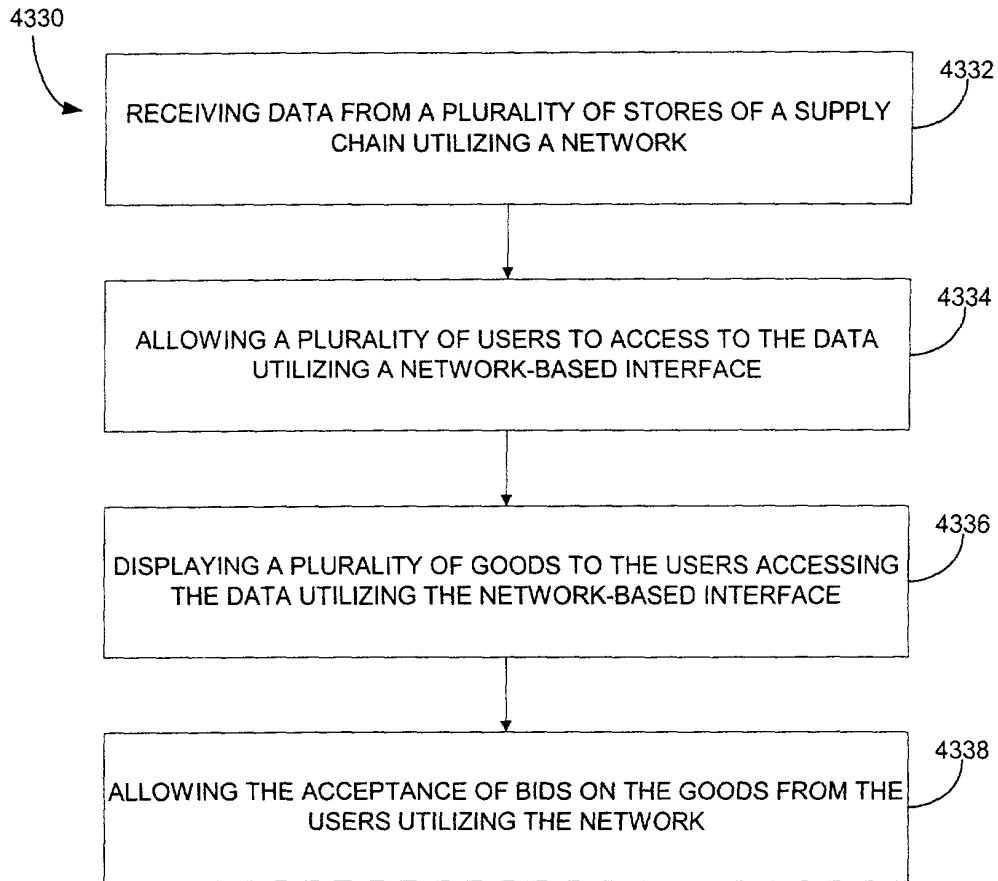 4330
4332
RECEIVING DATA FROM A PLURALITY OF STORES OF A SUPPLY
CHAIN UTILIZING A NETWORK
4334
ALLOWING A PLURALITY OF USERS TO ACCESS TO THE DATA
UTILIZING A NETWORK-BASED INTERFACE
4336
DISPLAYING A PLURALITY OF GOODS TO THE USERS ACCESSING
THE DATA UTILIZING THE NETWORK-BASED INTERFACE
4338
ALLOWING THE ACCEPTANCE OF BIDS ON THE GOODS FROM THE
USERS UTILIZING THE NETWORK